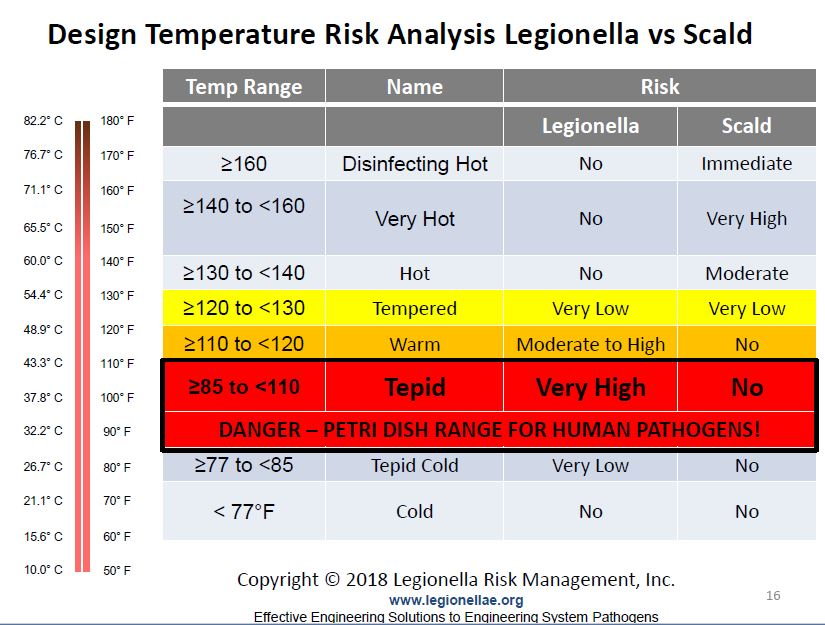 Design Temperature Risk Analysis Legionella vs Scald
Temp Range Name Risk
Legionella Scald
≥160 Disinfecting Hot No Immediate
≥140 to <160 Very Hot No Very High
≥130 to <140 Hot No Moderate
≥120 to <130 Tempered Very Low Very Low
≥110 to <120 Warm Moderate to High No
≥85 to <110 Tepid Very High No
DANGER – PETRI DISH RANGE FOR HUMAN PATHOGENS!
≥77 to <85 Tepid Cold Very Low No
< 77°F Cold No No
82.2° C 180° F
76.7° C 170° F
71.1° C 160° F
65.5° C 150° F
60.0° C 140° F
54.4° C 130° F
48.9° C 120° F
43.3° C 110° F
37.8° C 100° F
32.2° C 90° F
26.7° C 80° F
21.1° C 70° F
15.6° C 60° F
10.0° C 50° F
Copyright © 2018 Legionella Risk Management, Inc.
www.legionellae.org
Effective Engineering Solutions to Engineering System Pathogens
16